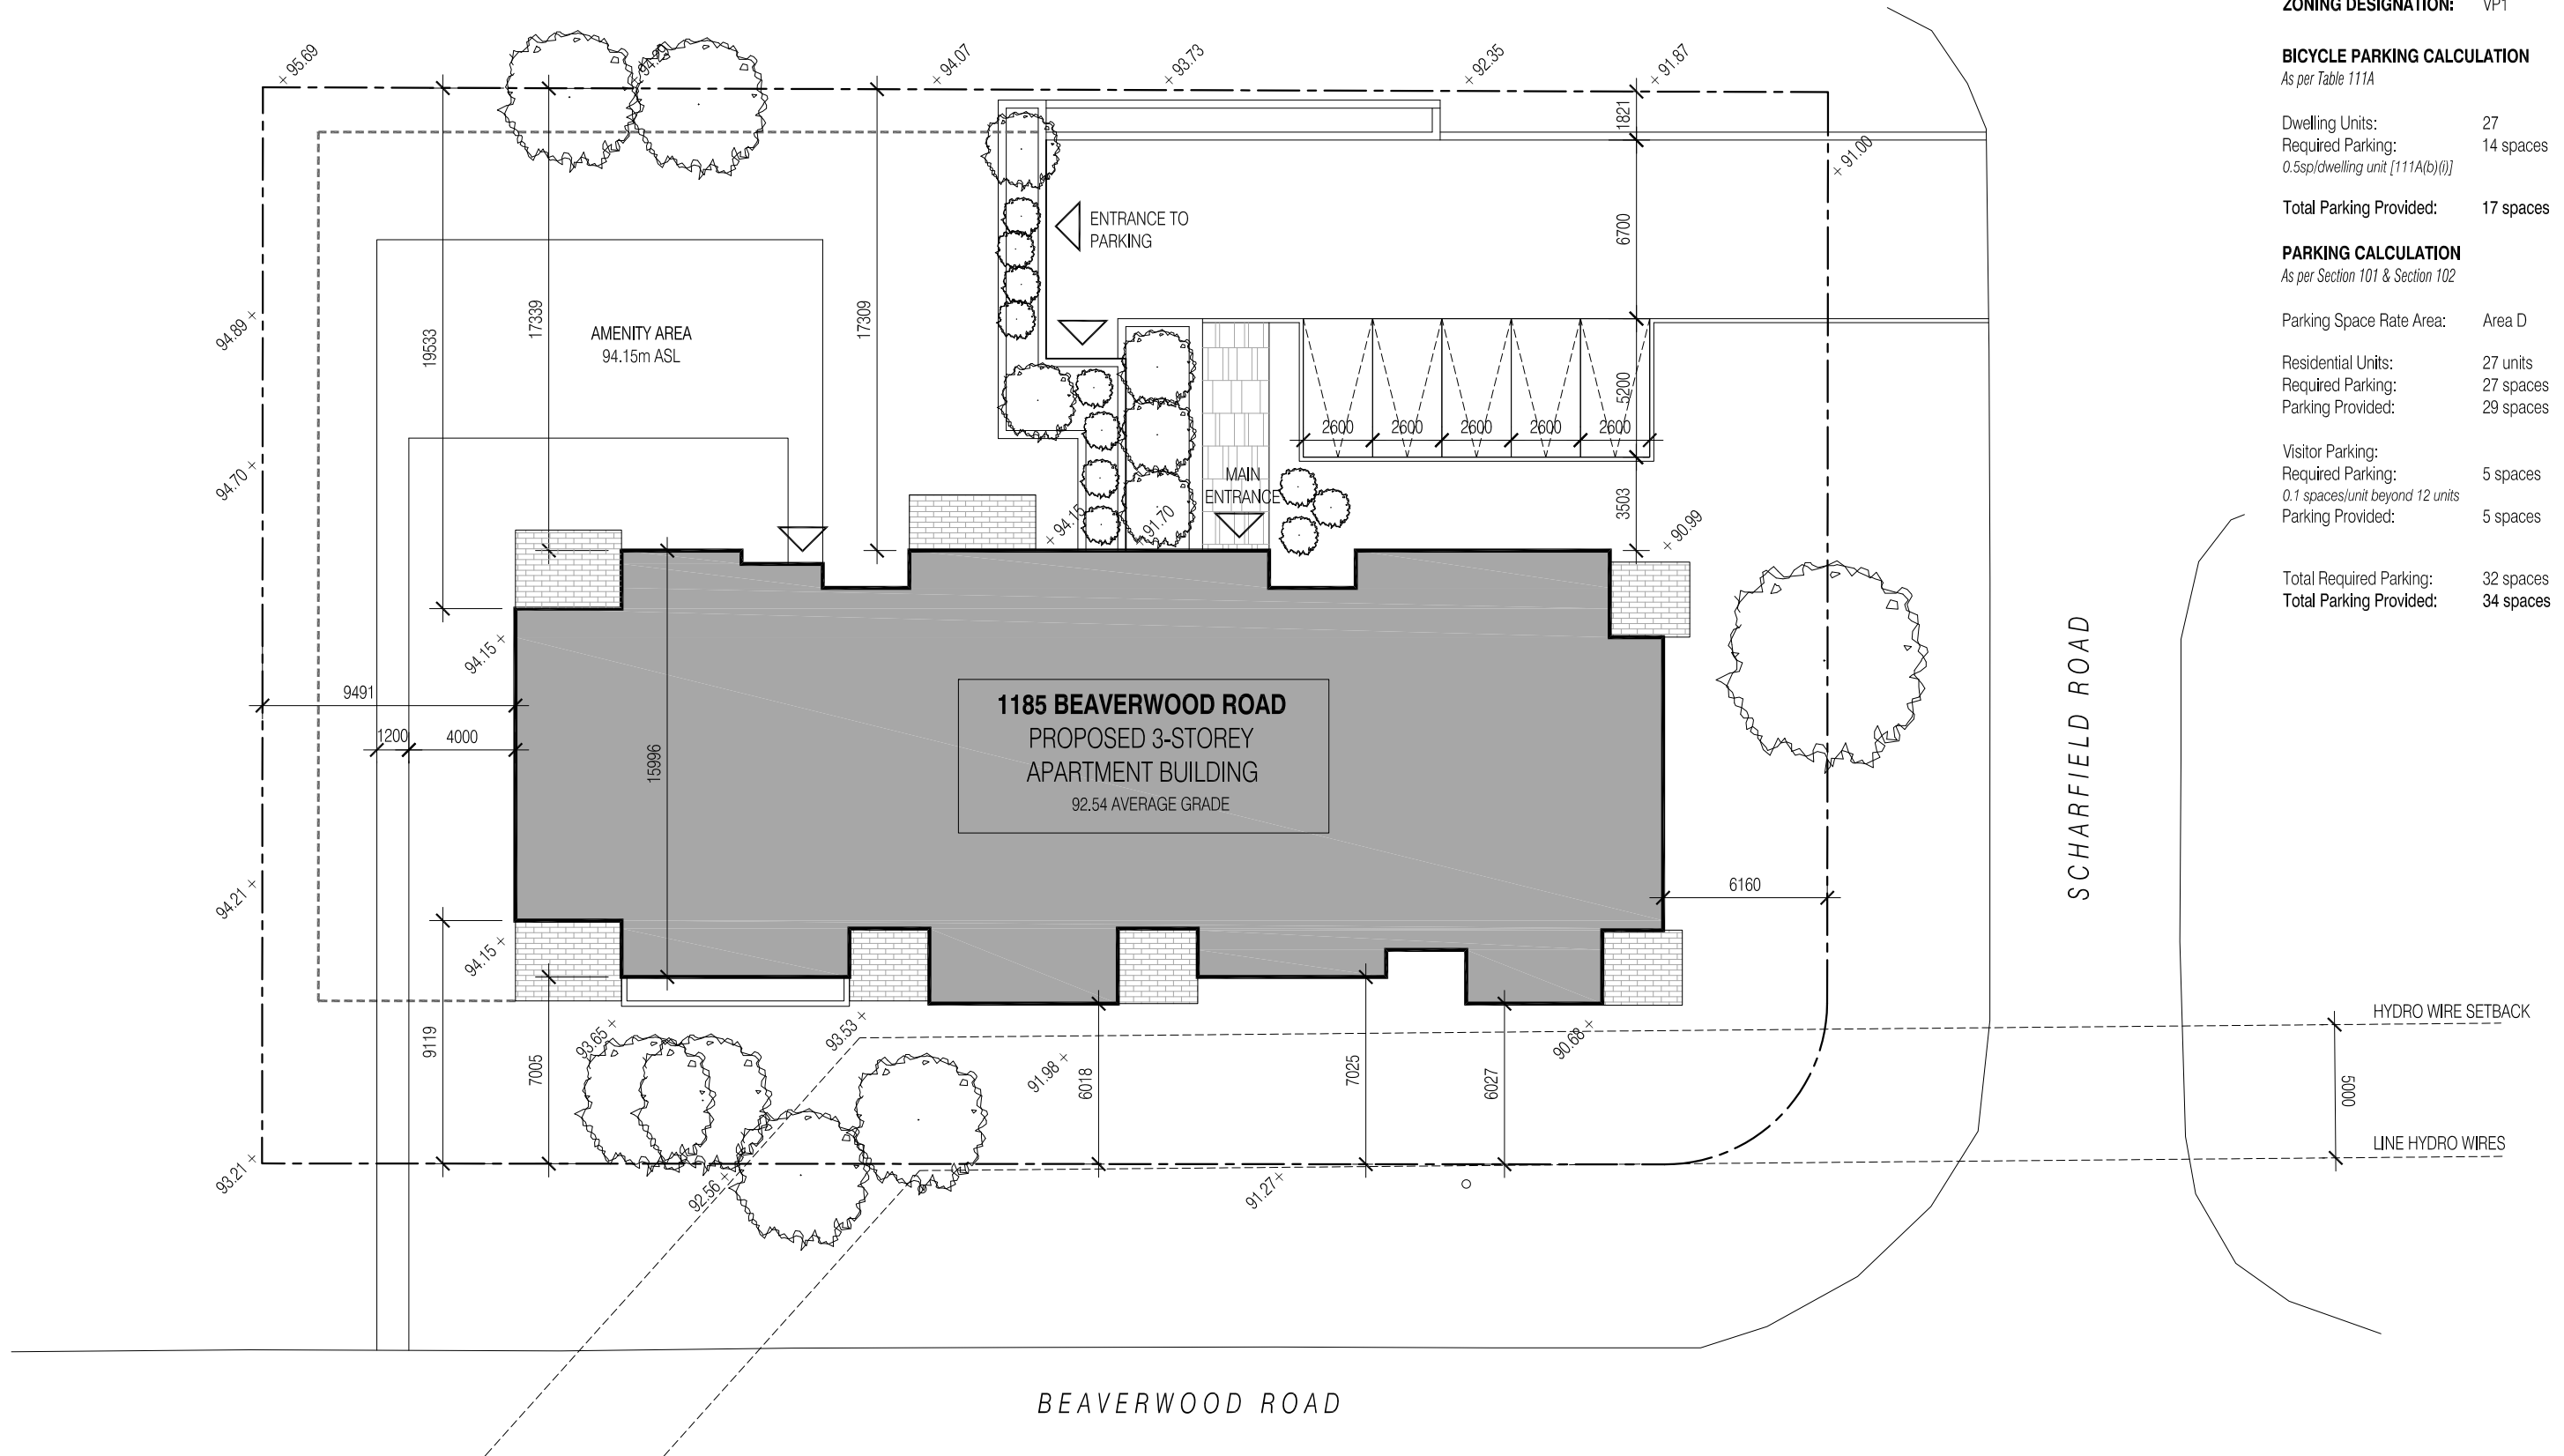 ZONING DESIGNATION: VP1
BICYCLE PARKING CALCULATION
As per Table 111A
Dwelling Units: 27
Required Parking: 14 spaces
0.5sp/dwelling unit [111A(b)(i)]
Total Parking Provided: 17 spaces
PARKING CALCULATION
As per Section 101 & Section 102
Parking Space Rate Area: Area D
Residential Units: 27 units
Required Parking: 27 spaces
Parking Provided: 29 spaces
Visitor Parking:
Required Parking: 5 spaces
0.1 spaces/unit beyond 12 units
Parking Provided: 5 spaces
Total Required Parking: 32 spaces
Total Parking Provided: 34 spaces
+ 95.69
+ 94.07
+ 93.73
+ 92.35
+ 91.87
1821
+ 91.00
ENTRANCE TO
PARKING
6700
94.89 +
19533
17339
AMENITY AREA
94.15m ASL
17309
5200
2600 2600 2600 2600 2600
94.70 +
MAIN
ENTRANCE
3503
+ 94.15
+ 91.70
+ 90.99
94.15 +
9491
1200
4000
15996
1185 BEAVERWOOD ROAD
PROPOSED 3-STOREY
APARTMENT BUILDING
92.54 AVERAGE GRADE
SCHARFIELD ROAD
6160
94.21 +
94.15 +
HYDRO WIRE SETBACK
9119
7005
93.65 +
93.53 +
91.98 +
6018
7025
6027
90.68 +
5000
LINE HYDRO WIRES
93.21 +
92.56 +
91.27+
BEAVERWOOD ROAD